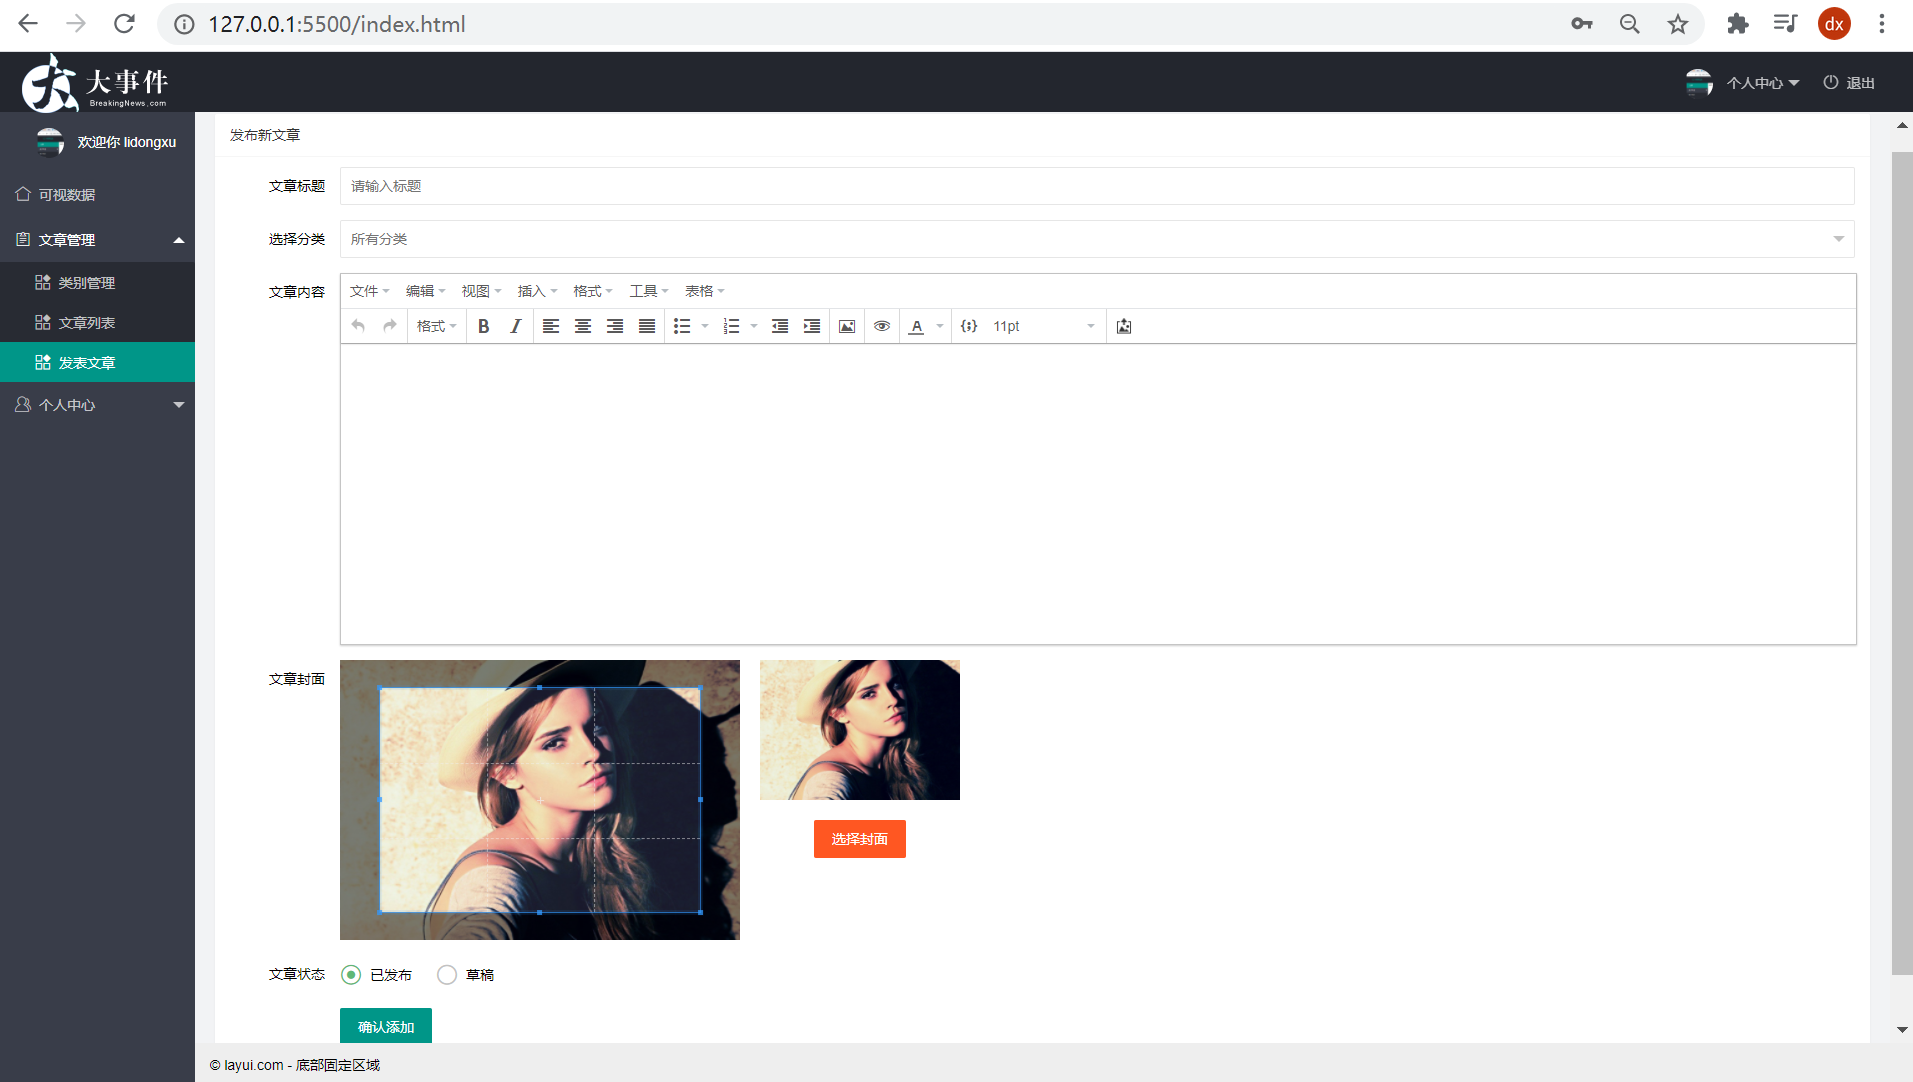 127.0.0.1:5500/index.html
dx
大事件
BreakingNews.com
个人中心
退出
欢迎你 lidongxu
可视数据
文章管理
类别管理
文章列表
发表文章
个人中心
发布新文章
文章标题
请输入标题
选择分类
所有分类
文章内容
文件 编辑 视图 插入 格式 工具 表格
格式 B I A {;} 11pt
文章封面
选择封面
文章状态
已发布 草稿
确认添加
© layui.com - 底部固定区域